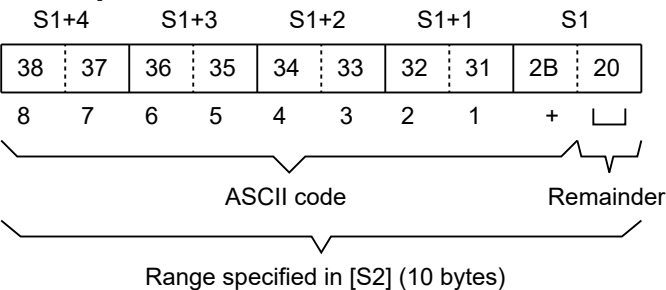 S1+4 S1+3 S1+2 S1+1 S1
38 37 36 35 34 33 32 31 2B 20
8 7 6 5 4 3 2 1 + ⎵
ASCII code Remainder
Range specified in [S2] (10 bytes)